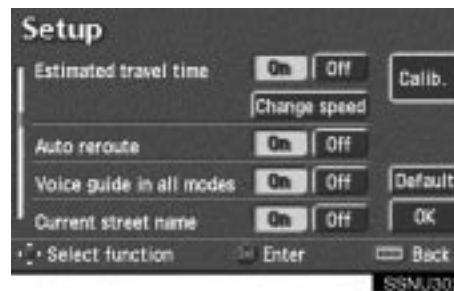 Setup
Estimated travel time On Off Calib.
Change speed
Auto reroute On Off
Voice guide in all modes On Off Default
Current street name On Off OK
Select function Enter Back
SSNU30